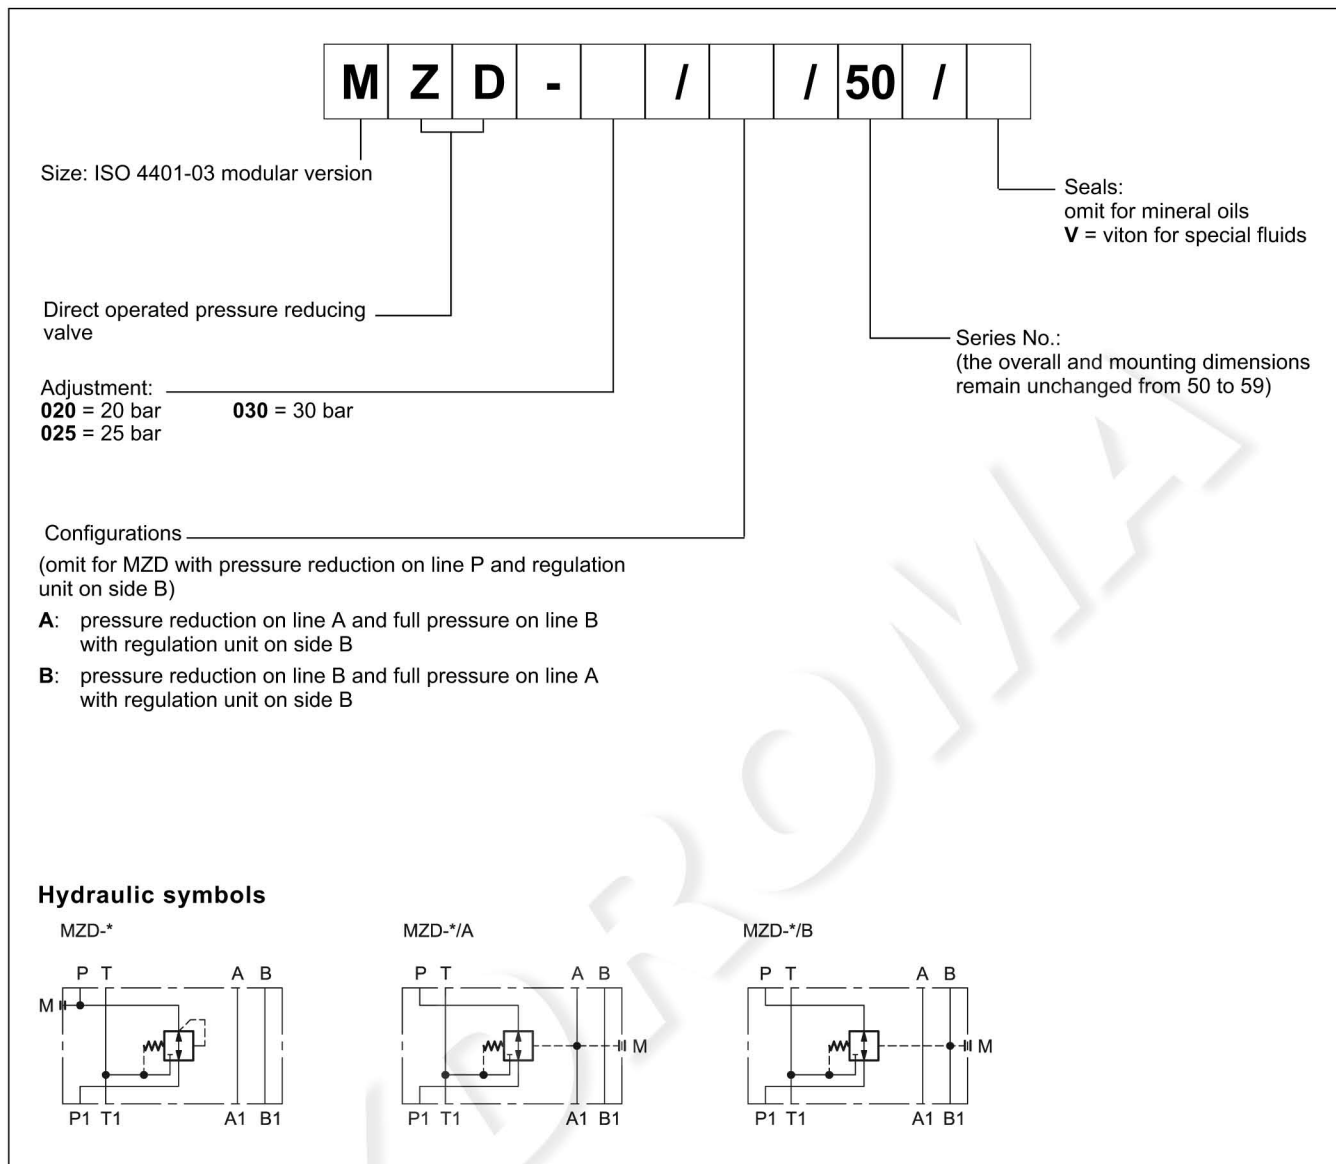 M Z D - / / 50 /
Size: ISO 4401-03 modular version
Seals:
omit for mineral oils
V = viton for special fluids
Direct operated pressure reducing
valve
Series No.:
(the overall and mounting dimensions
remain unchanged from 50 to 59)
Adjustment:
020 = 20 bar 030 = 30 bar
025 = 25 bar
Configurations
(omit for MZD with pressure reduction on line P and regulation
unit on side B)
A: pressure reduction on line A and full pressure on line B
with regulation unit on side B
B: pressure reduction on line B and full pressure on line A
with regulation unit on side B
Hydraulic symbols
MZD-* MZD-*/A MZD-*/B
P T A B P T A B P T A B
M
M M
P1 T1 A1 B1 P1 T1 A1 B1 P1 T1 A1 B1
DROMA